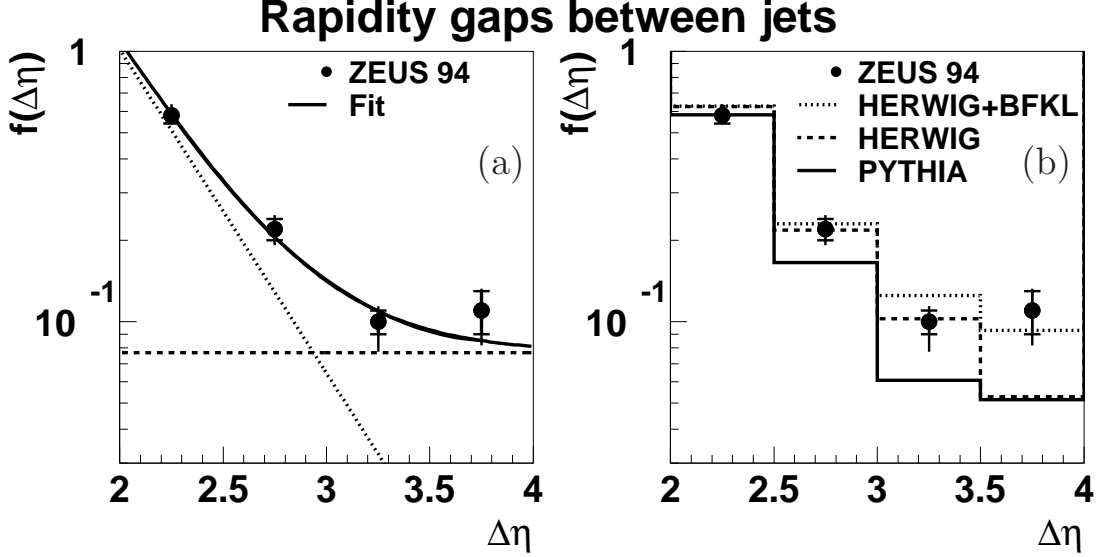 Rapidity gaps between jets
f(Δη)
1
10
-1
ZEUS 94
Fit
(a)
2
2.5
3
3.5
4
Δη
f(Δη)
1
10
-1
ZEUS 94
HERWIG+BFKL
HERWIG
PYTHIA
(b)
2
2.5
3
3.5
4
Δη